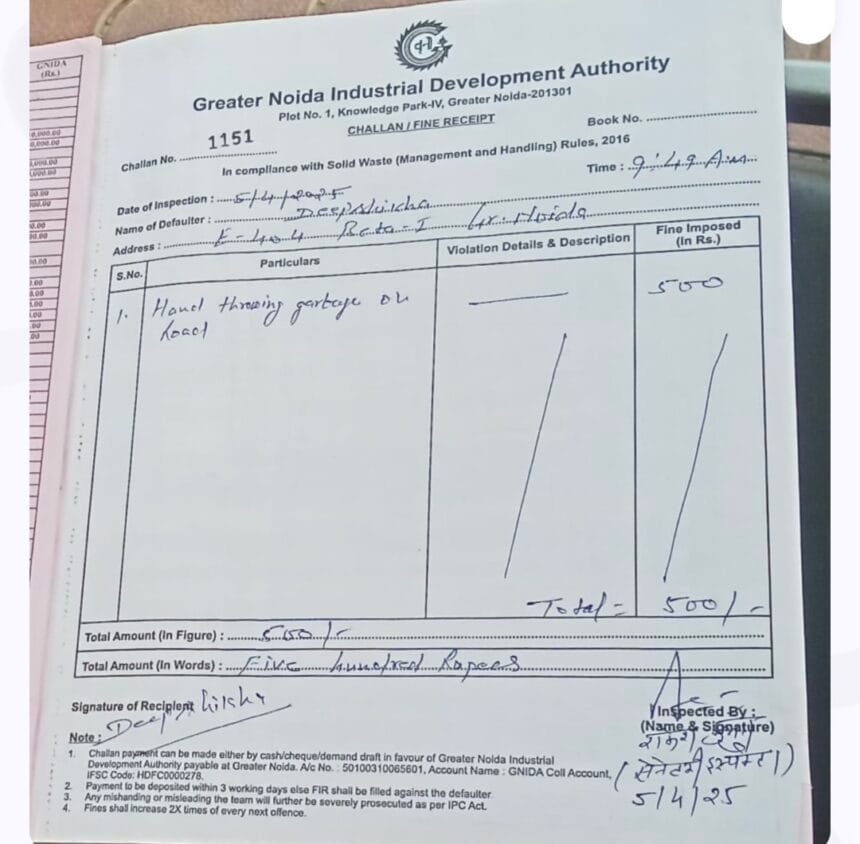 GNIDA
(Rs.)
Greater Noida Industrial Development Authority
Plot No. 1, Knowledge Park-IV, Greater Noida-201301
CHALLAN / FINE RECEIPT
Challan No. 1151
Book No.
In compliance with Solid Waste (Management and Handling) Rules, 2016
Date of Inspection : 5/4/2025
Time : 9:49 Am
Name of Defaulter : Deepshikha
Address : E-404 Beta-I Gr. Noida
S.No. Particulars Violation Details & Description Fine Imposed (In Rs.)
1. Hand throwing garbage on 500
Road
Total = 500/-
Total Amount (In Figure) : 500/-
Total Amount (In Words) : Five hundred Rupees
Signature of Recipient
Deepshikha
Inspected By :
(Name & Signature)
(सेनेटरी इंस्पेक्टर)
5/4/25
Note :
1. Challan payment can be made either by cash/cheque/demand draft in favour of Greater Noida Industrial
Development Authority payable at Greater Noida. A/c No. : 50100310065601, Account Name : GNIDA Coll Account,
IFSC Code: HDFC0000278.
2. Payment to be deposited within 3 working days else FIR shall be filled against the defaulter.
3. Any mishanding or misleading the team will further be severely prosecuted as per IPC Act.
4. Fines shall increase 2X times of every next offence.